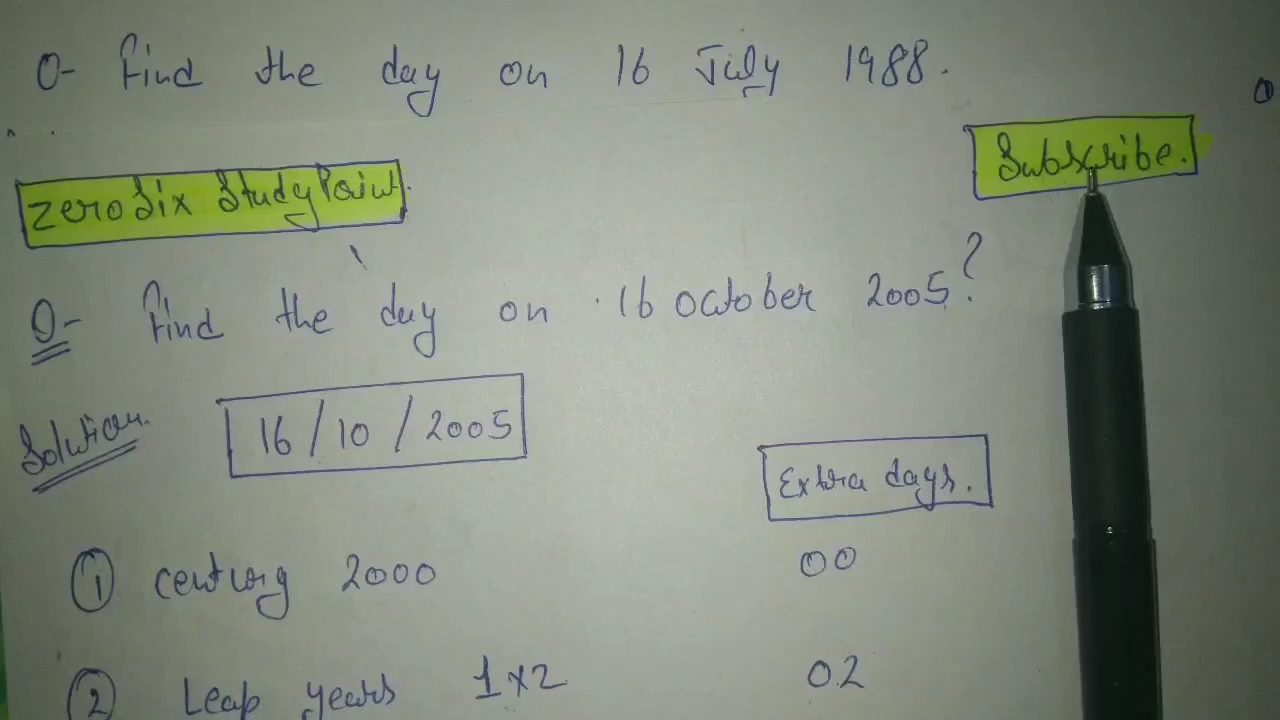 Q- Find the day on 16 July 1988.
Subscribe.
Zero Six Study Point.
Q- Find the day on 16 october 2005?
Solution.
16/10/2005
Extra days.
① century 2000 00
② Leap years 1×2 02